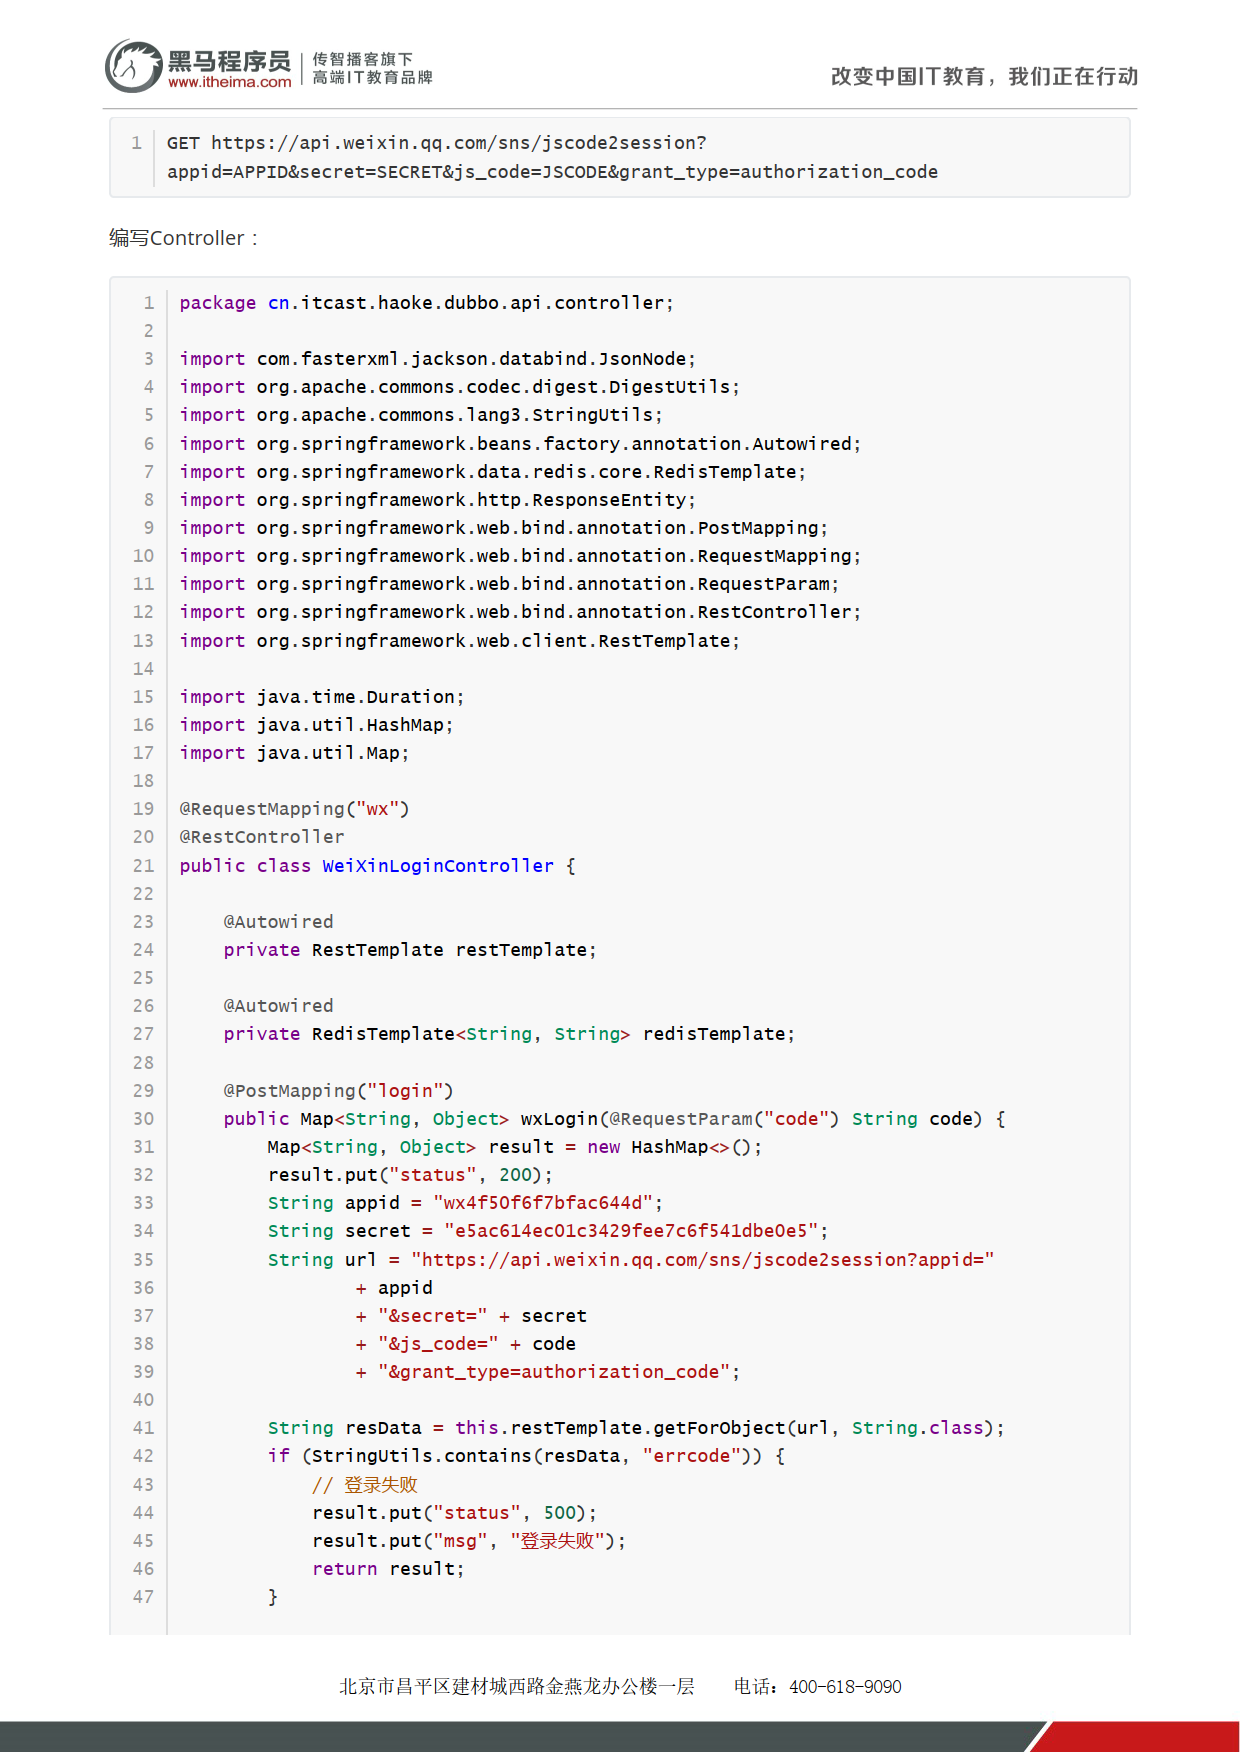 黑马程序员
www.itheima.com
传智播客旗下
高端IT教育品牌
改变中国IT教育，我们正在行动
1 GET https://api.weixin.qq.com/sns/jscode2session?
appid=APPID&secret=SECRET&js_code=JSCODE&grant_type=authorization_code
编写Controller：
1 package cn.itcast.haoke.dubbo.api.controller;
2
3 import com.fasterxml.jackson.databind.JsonNode;
4 import org.apache.commons.codec.digest.DigestUtils;
5 import org.apache.commons.lang3.StringUtils;
6 import org.springframework.beans.factory.annotation.Autowired;
7 import org.springframework.data.redis.core.RedisTemplate;
8 import org.springframework.http.ResponseEntity;
9 import org.springframework.web.bind.annotation.PostMapping;
10 import org.springframework.web.bind.annotation.RequestMapping;
11 import org.springframework.web.bind.annotation.RequestParam;
12 import org.springframework.web.bind.annotation.RestController;
13 import org.springframework.web.client.RestTemplate;
14
15 import java.time.Duration;
16 import java.util.HashMap;
17 import java.util.Map;
18
19 @RequestMapping("wx")
20 @RestController
21 public class WeiXinLoginController {
22
23     @Autowired
24     private RestTemplate restTemplate;
25
26     @Autowired
27     private RedisTemplate<String, String> redisTemplate;
28
29     @PostMapping("login")
30     public Map<String, Object> wxLogin(@RequestParam("code") String code) {
31         Map<String, Object> result = new HashMap<>();
32         result.put("status", 200);
33         String appid = "wx4f50f6f7bfac644d";
34         String secret = "e5ac614ec01c3429fee7c6f541dbe0e5";
35         String url = "https://api.weixin.qq.com/sns/jscode2session?appid="
36                 + appid
37                 + "&secret=" + secret
38                 + "&js_code=" + code
39                 + "&grant_type=authorization_code";
40
41         String resData = this.restTemplate.getForObject(url, String.class);
42         if (StringUtils.contains(resData, "errcode")) {
43             // 登录失败
44             result.put("status", 500);
45             result.put("msg", "登录失败");
46             return result;
47         }
北京市昌平区建材城西路金燕龙办公楼一层 电话：400-618-9090